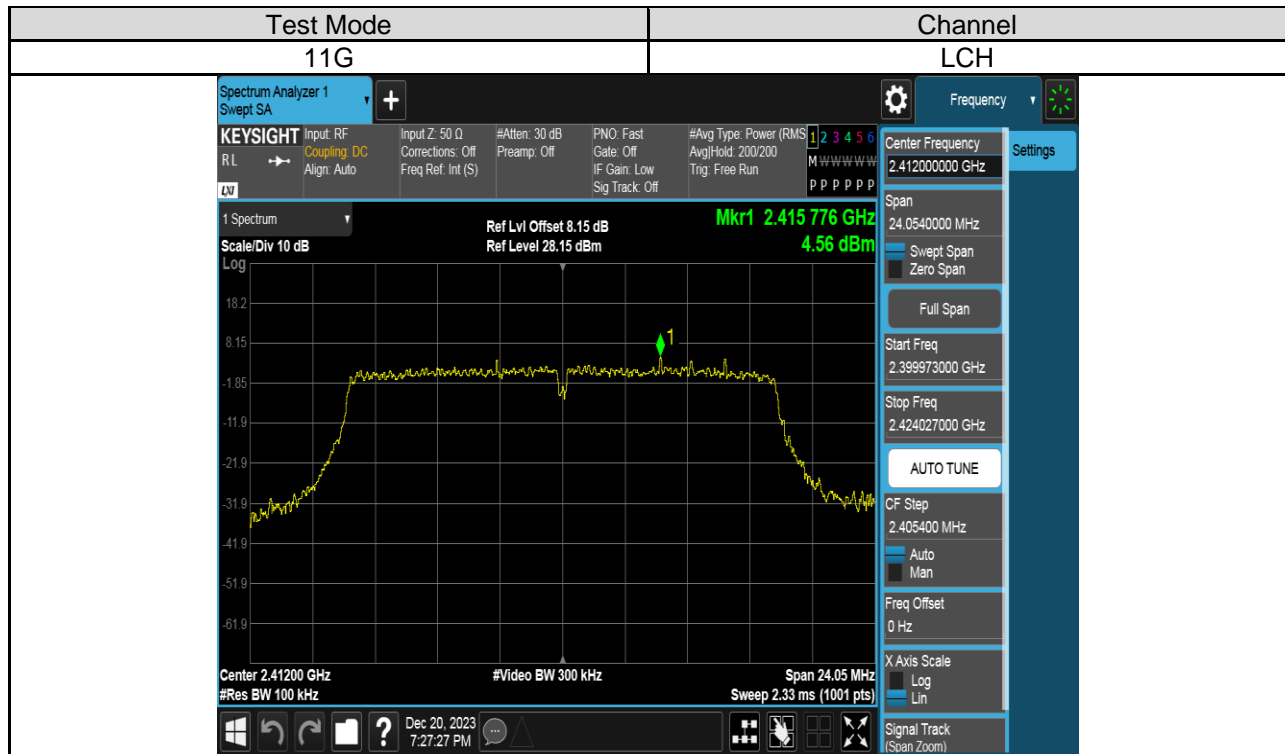 Test Mode Channel
11G LCH
Spectrum Analyzer 1
Swept SA
+
Frequency
KEYSIGHT
RL
LXI
Input: RF
Coupling: DC
Align: Auto
Input Z: 50 Ω
Corrections: Off
Freq Ref: Int (S)
#Atten: 30 dB
Preamp: Off
PNO: Fast
Gate: Off
IF Gain: Low
Sig Track: Off
#Avg Type: Power (RMS
Avg|Hold: 200/200
Trig: Free Run
1 2 3 4 5 6
M W W W W W
P P P P P P
1 Spectrum
Scale/Div 10 dB
Ref Lvl Offset 8.15 dB
Ref Level 28.15 dBm
Mkr1 2.415 776 GHz
4.56 dBm
Log
18.2
8.15
-1.85
-11.9
-21.9
-31.9
-41.9
-51.9
-61.9
1
Center 2.41200 GHz
#Res BW 100 kHz
#Video BW 300 kHz
Span 24.05 MHz
Sweep 2.33 ms (1001 pts)
Center Frequency
2.412000000 GHz
Span
24.0540000 MHz
Swept Span
Zero Span
Full Span
Start Freq
2.399973000 GHz
Stop Freq
2.424027000 GHz
AUTO TUNE
CF Step
2.405400 MHz
Auto
Man
Freq Offset
0 Hz
X Axis Scale
Log
Lin
Signal Track
(Span Zoom)
Settings
?
Dec 20, 2023
7:27:27 PM